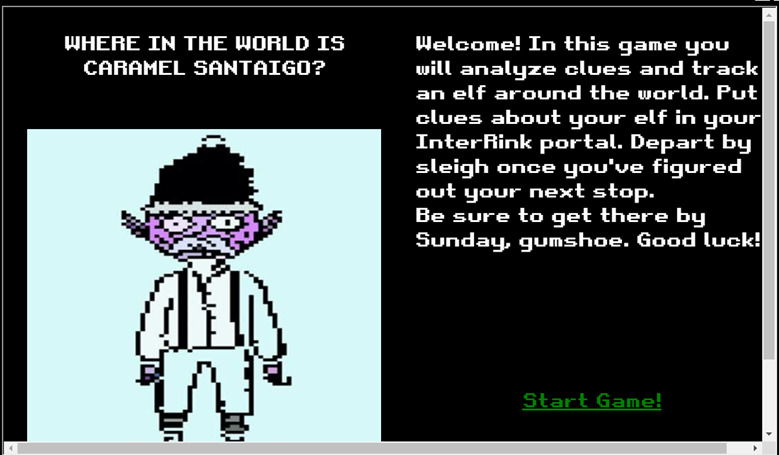 WHERE IN THE WORLD IS
CARAMEL SANTAIGO?
Welcome! In this game you
will analyze clues and track
an elf around the world. Put
clues about your elf in your
InterRink portal. Depart by
sleigh once you've figured
out your next stop.
Be sure to get there by
Sunday, gumshoe. Good luck!
Start Game!